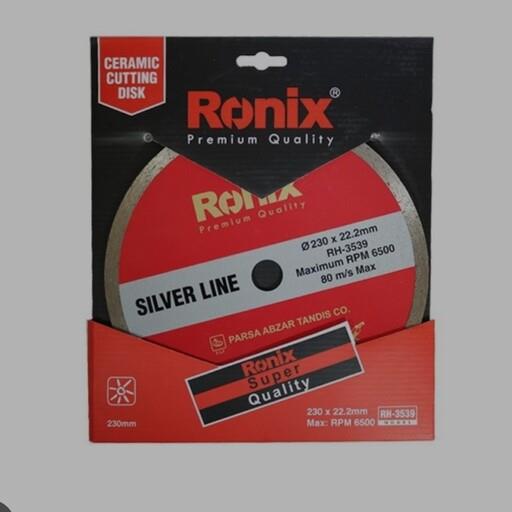 CERAMIC
CUTTING
DISK
Ronix®
Premium Quality
Ronix
Premium Quality
Ø230 x 22.2mm
RH-3539
Maximum RPM 6500
80 m/s Max
SILVER LINE
PARSA ABZAR TANDIS CO.
Ronix
Super
Quality
230mm
230 x 22.2mm
Max: RPM 6500
RH-3539
MODEL